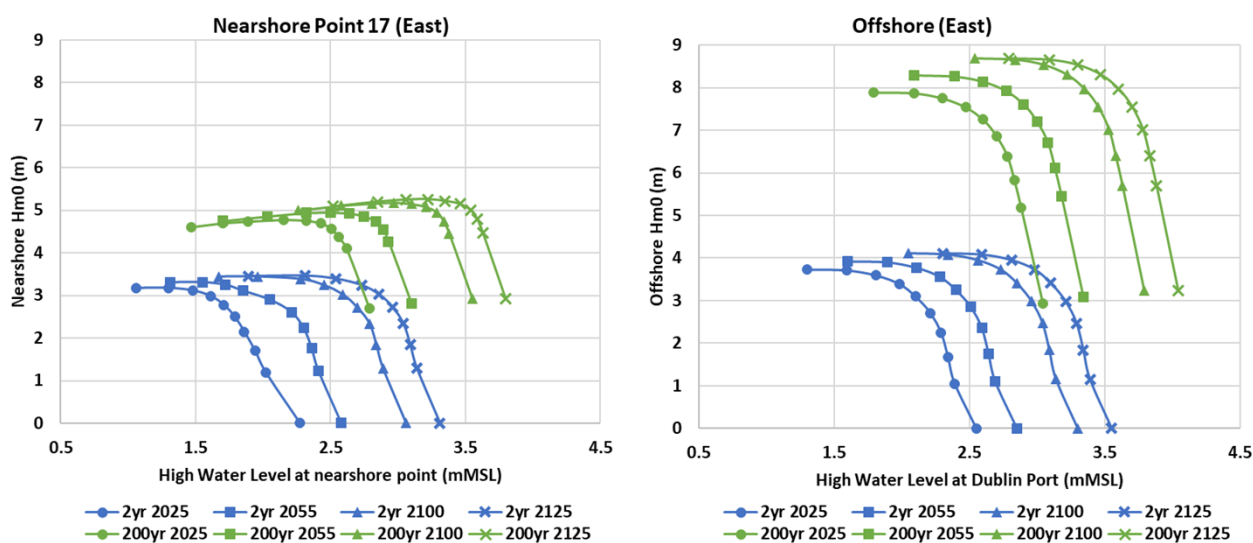 Nearshore Point 17 (East)
9
8
7
6
5
4
3
2
1
0
Nearshore Hm0 (m)
0.5 1.5 2.5 3.5 4.5
High Water Level at nearshore point (mMSL)
2yr 2025 2yr 2055 2yr 2100 2yr 2125
200yr 2025 200yr 2055 200yr 2100 200yr 2125
Offshore (East)
9
8
7
6
5
4
3
2
1
0
Offshore Hm0 (m)
0.5 1.5 2.5 3.5 4.5
High Water Level at Dublin Port (mMSL)
2yr 2025 2yr 2055 2yr 2100 2yr 2125
200yr 2025 200yr 2055 200yr 2100 200yr 2125